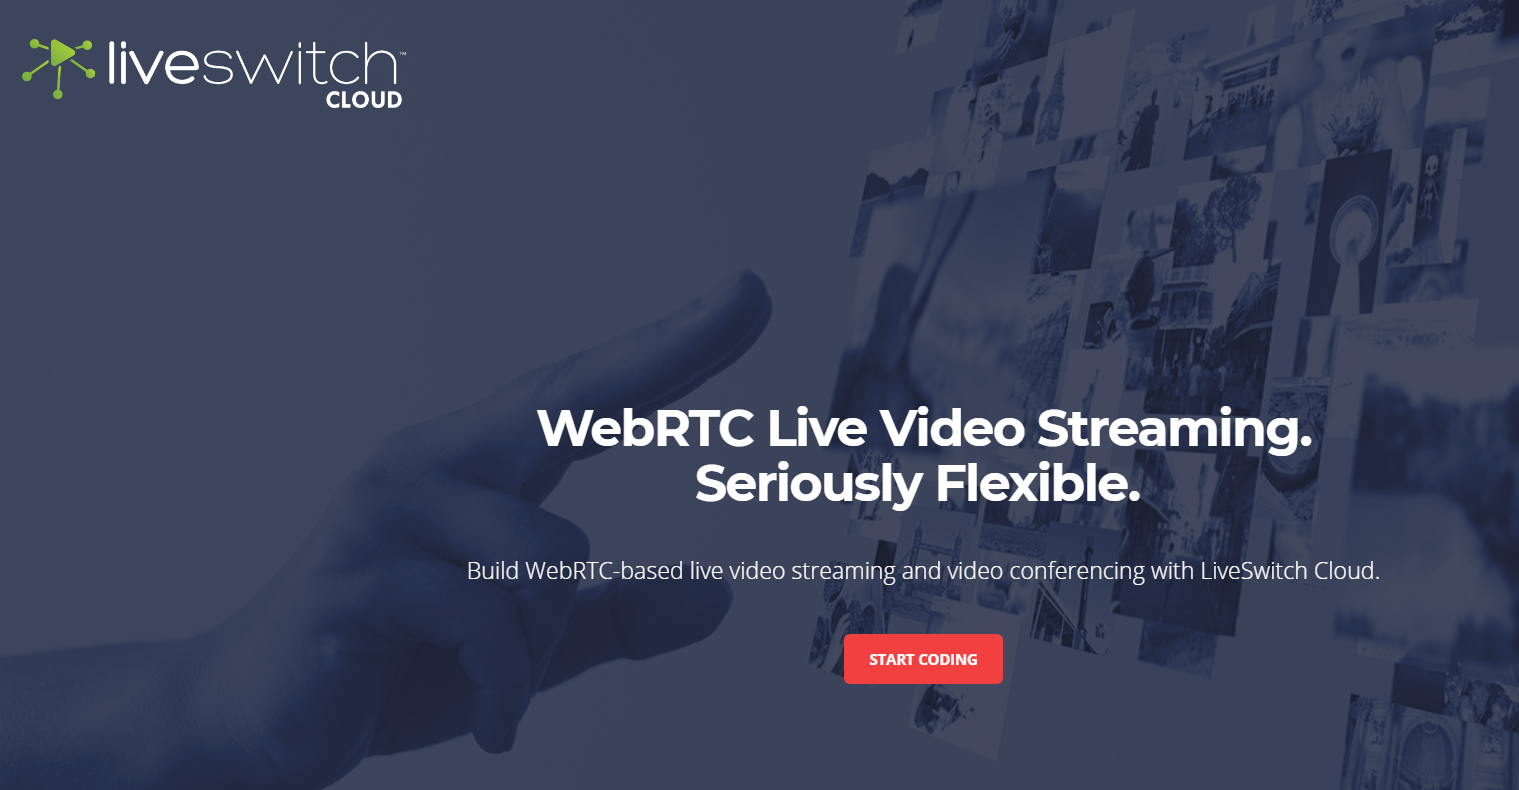 liveswitch™
CLOUD
WebRTC Live Video Streaming.
Seriously Flexible.
Build WebRTC-based live video streaming and video conferencing with LiveSwitch Cloud.
START CODING